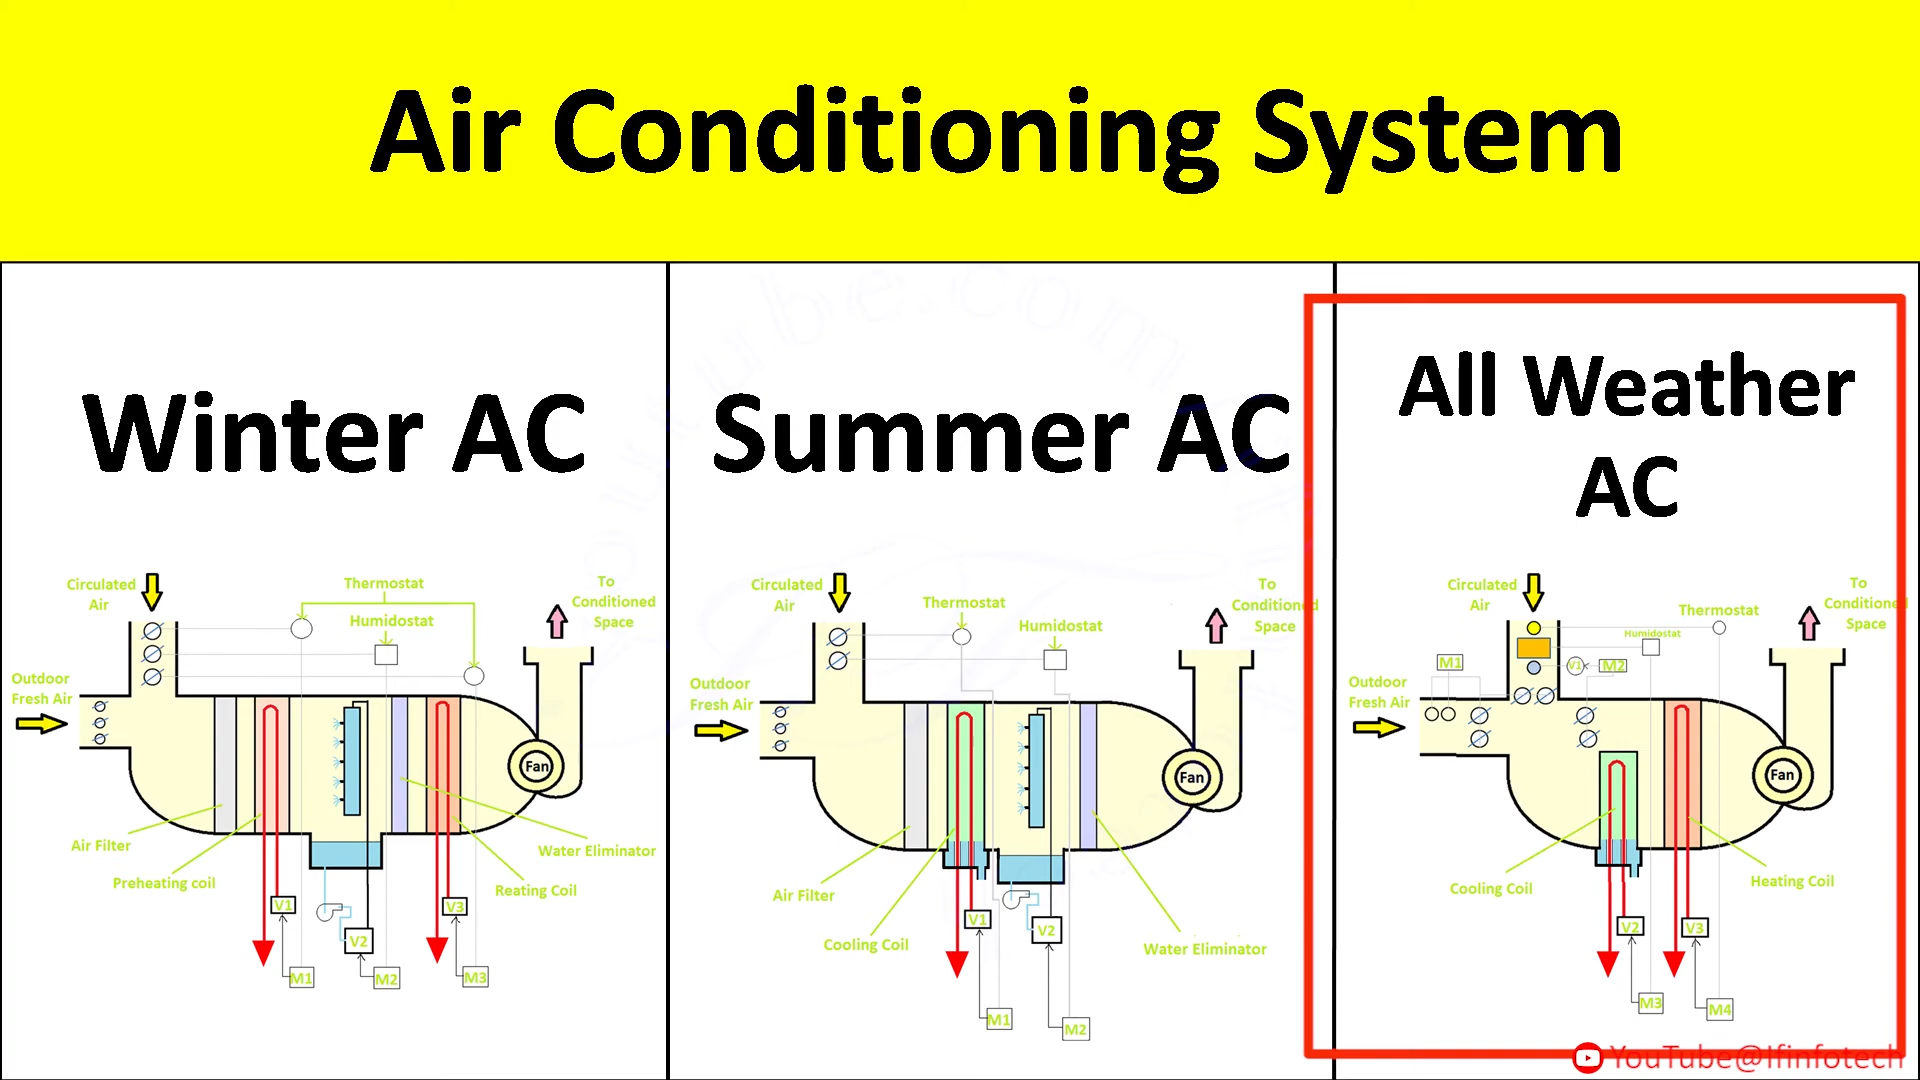 Air Conditioning System
Winter AC
Circulated
Air
Thermostat
Humidostat
To
Conditioned
Space
Outdoor
Fresh Air
Fan
Air Filter
Preheating coil
Water Eliminator
Reating Coil
V1
V2
V3
M1
M2
M3
Summer AC
Circulated
Air
Thermostat
Humidostat
To
Conditioned
Space
Outdoor
Fresh Air
Fan
Air Filter
Cooling Coil
Water Eliminator
V1
V2
M1
M2
All Weather
AC
Circulated
Air
Thermostat
Humidostat
To
Conditioned
Space
M1
V1
M2
Outdoor
Fresh Air
Fan
Cooling Coil
Heating Coil
V2
V3
M3
M4
YouTube@Ifinfotech